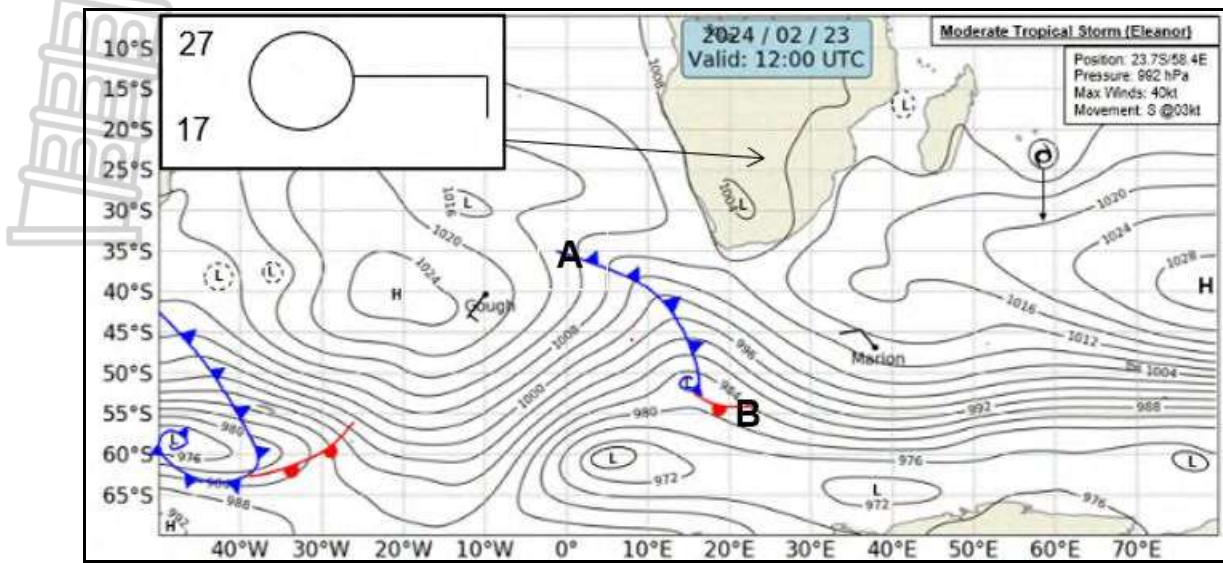 27
17
2024 / 02 / 23
Valid: 12:00 UTC
Moderate Tropical Storm (Eleanor)
Position: 23.7S/58.4E
Pressure: 992 hPa
Max Winds: 40kt
Movement: S @03kt
10°S
15°S
20°S
25°S
30°S
35°S
40°S
45°S
50°S
55°S
60°S
65°S
1008
L
1016
L
1004
L
1020
1024
1028
H
1020
1024
H
L
L
A
Gough
1016
1012
1008
996
Marion
1004
1000
L
984
B
980
992
988
L
980
976
L
972
976
L
972
L
976
988
992
H
40°W
30°W
20°W
10°W
0°
10°E
20°E
30°E
40°E
50°E
60°E
70°E